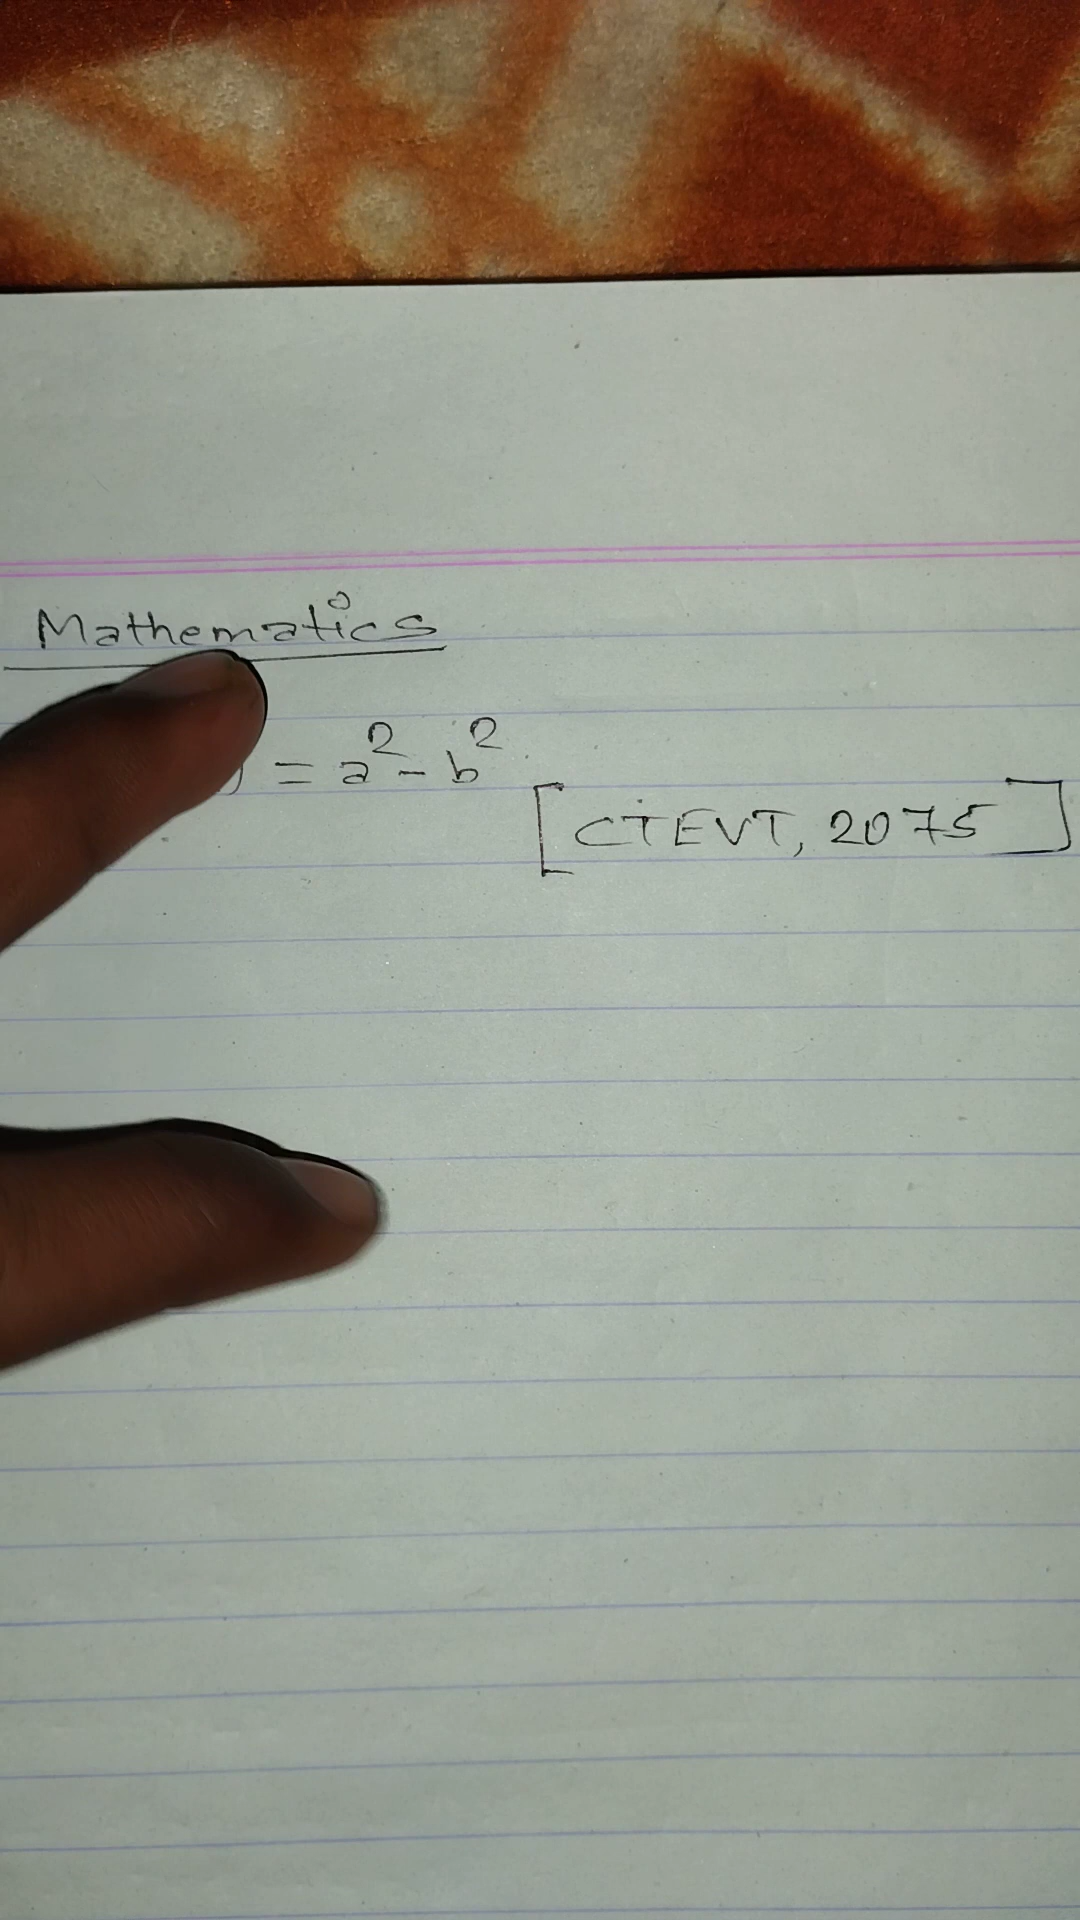 Mathematics
) = a² - b²
[CTEVT, 2075]